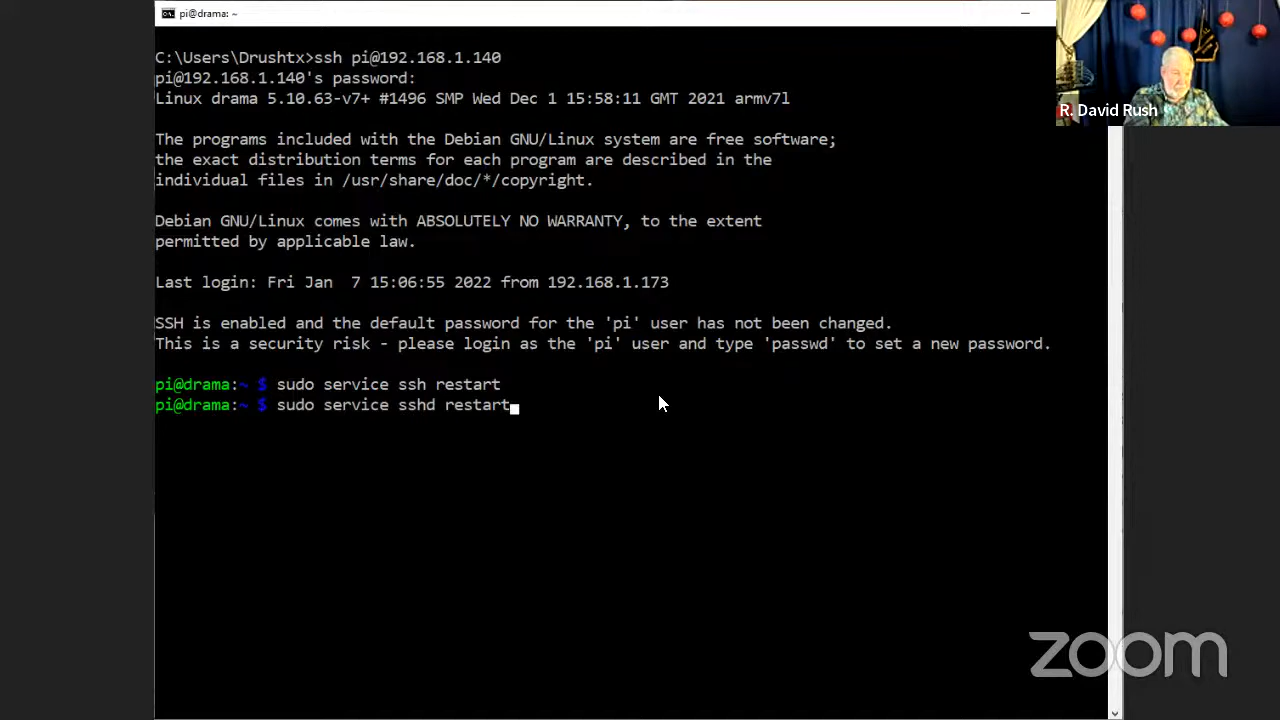 pi@drama: ~
C:\Users\Drushtx>ssh pi@192.168.1.140
pi@192.168.1.140's password:
Linux drama 5.10.63-v7+ #1496 SMP Wed Dec 1 15:58:11 GMT 2021 armv7l
The programs included with the Debian GNU/Linux system are free software;
the exact distribution terms for each program are described in the
individual files in /usr/share/doc/*/copyright.
Debian GNU/Linux comes with ABSOLUTELY NO WARRANTY, to the extent
permitted by applicable law.
Last login: Fri Jan  7 15:06:55 2022 from 192.168.1.173
SSH is enabled and the default password for the 'pi' user has not been changed.
This is a security risk - please login as the 'pi' user and type 'passwd' to set a new password.
pi@drama:~ $ sudo service ssh restart
pi@drama:~ $ sudo service sshd restart
R. David Rush
zoom